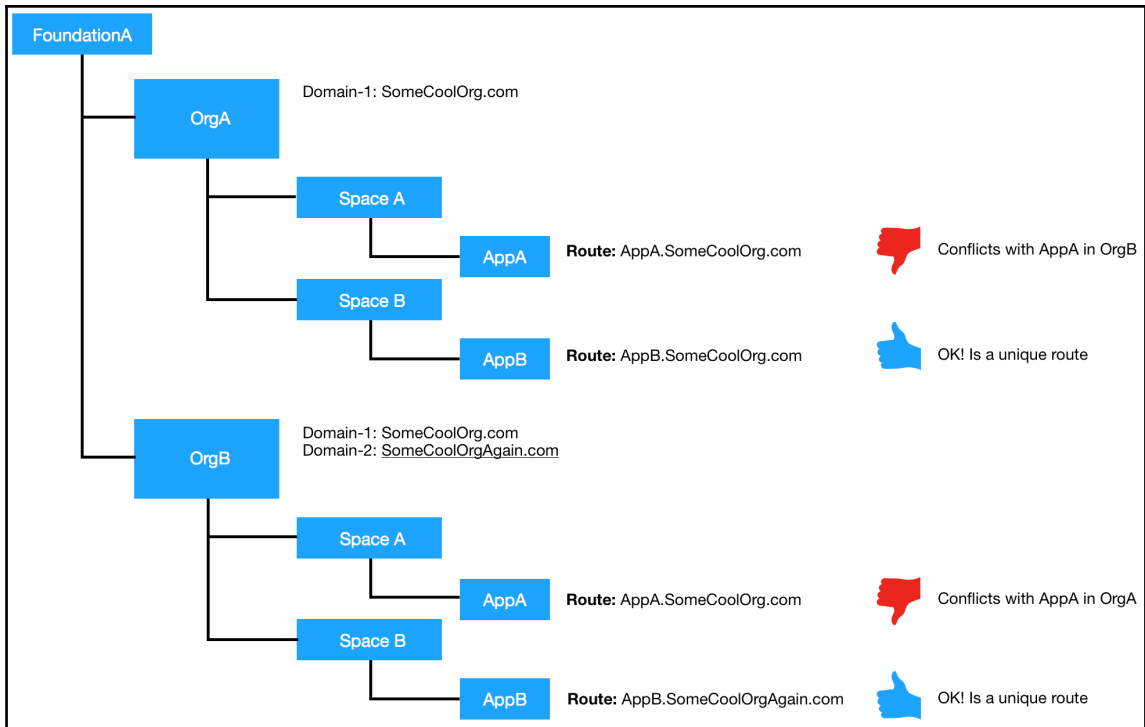 FoundationA
OrgA
Domain-1: SomeCoolOrg.com
Space A
AppA
Route: AppA.SomeCoolOrg.com
Conflicts with AppA in OrgB
Space B
AppB
Route: AppB.SomeCoolOrg.com
OK! Is a unique route
OrgB
Domain-1: SomeCoolOrg.com
Domain-2: SomeCoolOrgAgain.com
Space A
AppA
Route: AppA.SomeCoolOrg.com
Conflicts with AppA in OrgA
Space B
AppB
Route: AppB.SomeCoolOrgAgain.com
OK! Is a unique route